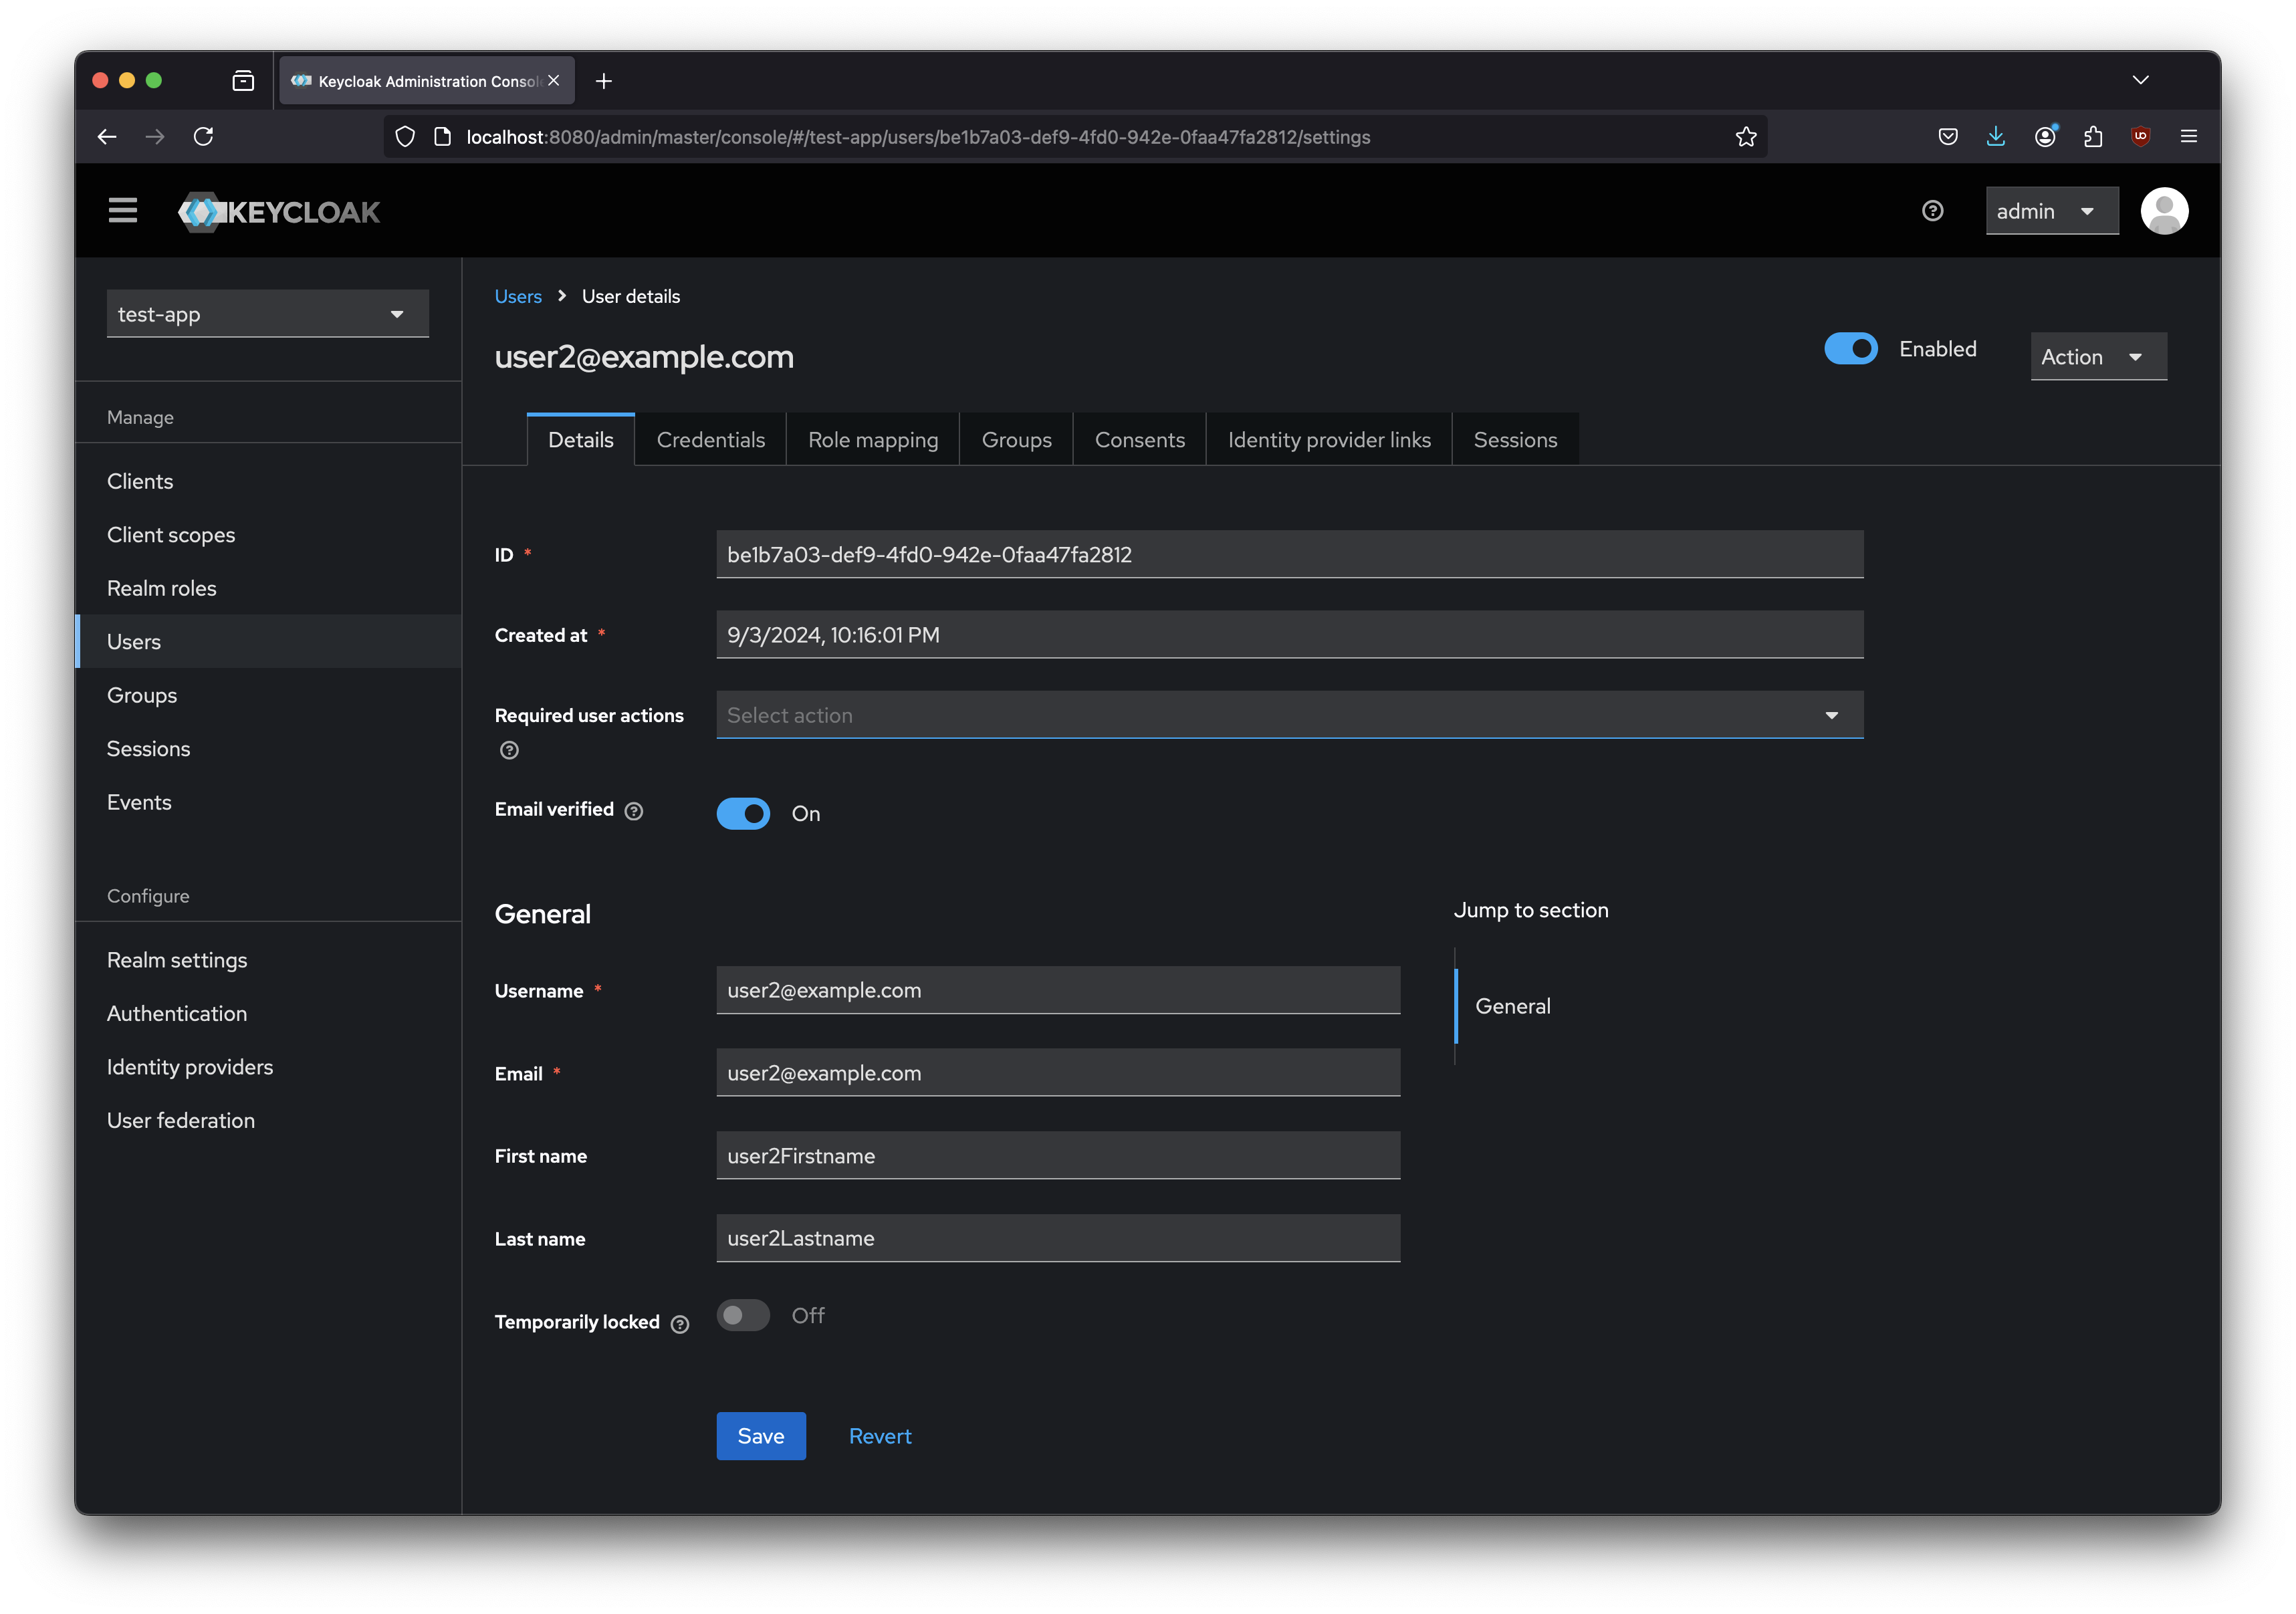 Keycloak Administration Consol
localhost:8080/admin/master/console/#/test-app/users/be1b7a03-def9-4fd0-942e-0faa47fa2812/settings
KEYCLOAK
admin
test-app
Manage
Clients
Client scopes
Realm roles
Users
Groups
Sessions
Events
Configure
Realm settings
Authentication
Identity providers
User federation
Users > User details
user2@example.com
Enabled
Action
Details Credentials Role mapping Groups Consents Identity provider links Sessions
ID * be1b7a03-def9-4fd0-942e-0faa47fa2812
Created at * 9/3/2024, 10:16:01 PM
Required user actions Select action
Email verified On
General
Username * user2@example.com
Email * user2@example.com
First name user2Firstname
Last name user2Lastname
Temporarily locked Off
Save Revert
Jump to section
General